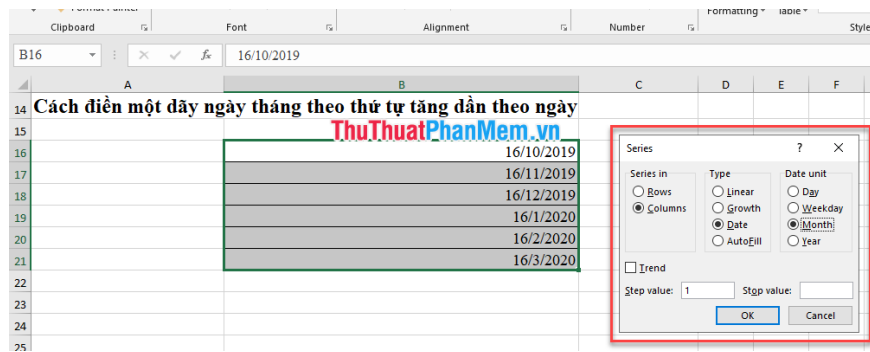 Format Painter
Formatting Table
Clipboard Font Alignment Number Style
B16 fx 16/10/2019
A B C D E F
14 Cách điền một dãy ngày tháng theo thứ tự tăng dần theo ngày
15 ThuThuatPhanMem.vn
16 16/10/2019
17 16/11/2019
18 16/12/2019
19 16/1/2020
20 16/2/2020
21 16/3/2020
22
23
24
25
Series ? ×
Series in Type Date unit
Rows Linear Day
Columns Growth Weekday
Date Month
AutoFill Year
Trend
Step value: 1 Stop value:
OK Cancel